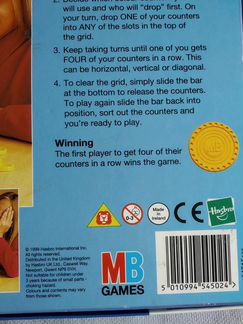 will use and who will “drop” first. On
your turn, drop ONE of your counters
into ANY of the slots in the top of
the grid.
3. Keep taking turns until one of you gets
FOUR of your counters in a row. This
can be horizontal, vertical or diagonal.
4. To clear the grid, simply slide the bar
at the bottom to release the counters.
To play again slide the bar back into
position, sort out the counters and
you're ready play.
Winning
The first player to get four of their
counters in a row wins the game.
MB
0-3
Made
in
Ireland
CE
Hasbro
© 1999 Hasbro International Inc.
All rights reserved.
Distributed in the United Kingdom
by Hasbro UK Ltd., Caswell Way,
Newport, Gwent NP9 0YH.
Not suitable for children under
3 years because of small parts -
choking hazard.
Colours and contents may vary
from those shown.
MB
GAMES
5 010994 545024 >